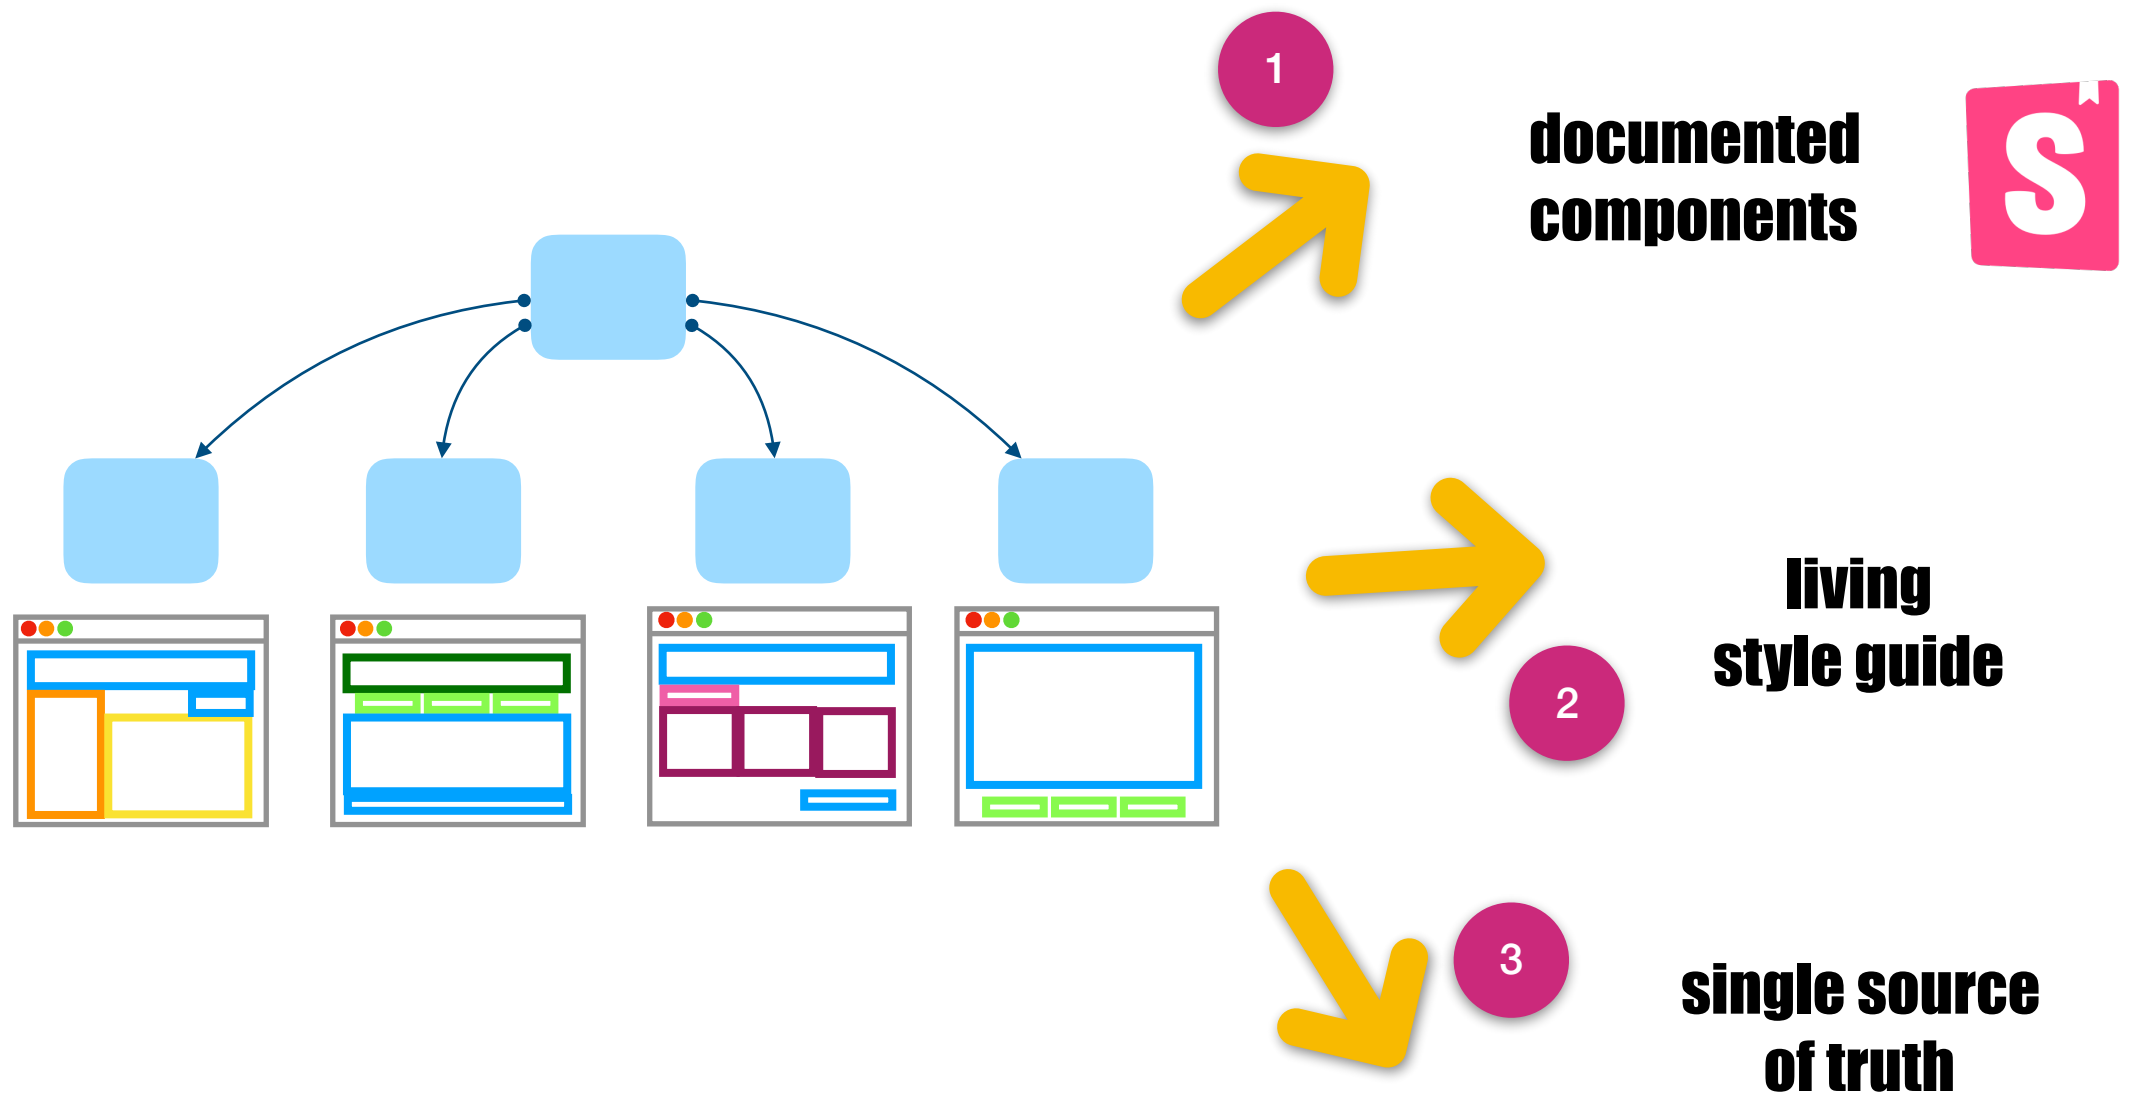 1
documented
components
S
living
style guide
2
3
single source
of truth